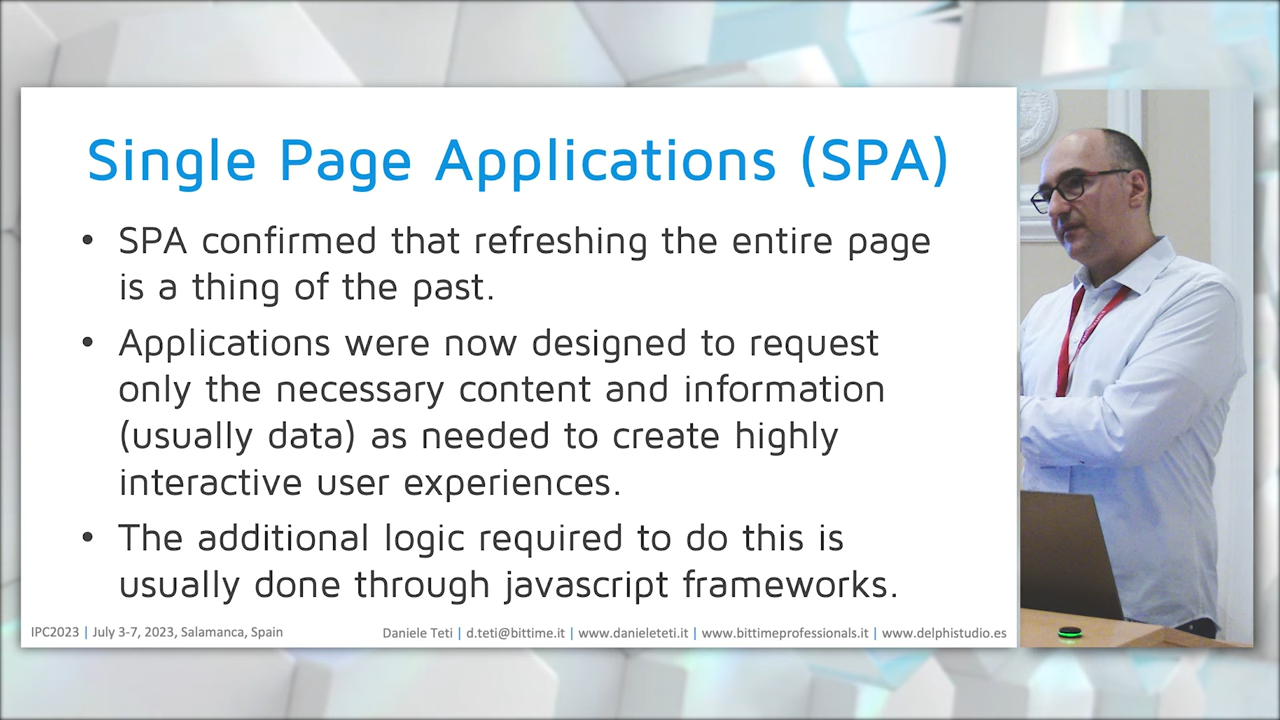 Single Page Applications (SPA)
• SPA confirmed that refreshing the entire page
is a thing of the past.
• Applications were now designed to request
only the necessary content and information
(usually data) as needed to create highly
interactive user experiences.
• The additional logic required to do this is
usually done through javascript frameworks.
IPC2023 | July 3-7, 2023, Salamanca, Spain
Daniele Teti | d.teti@bittime.it | www.danieleteti.it | www.bittimeprofessionals.it | www.delphistudio.es